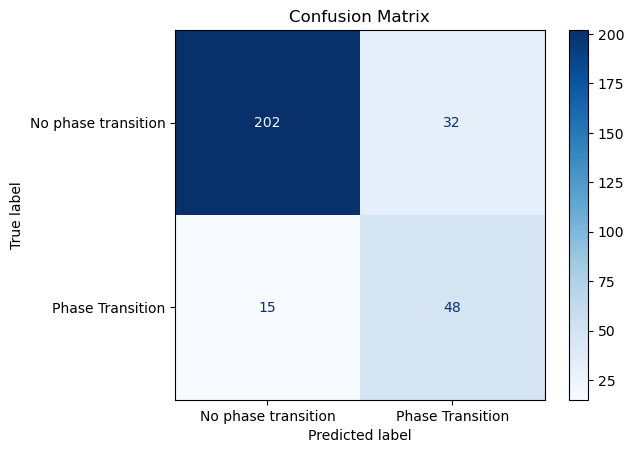 Confusion Matrix
True label
No phase transition
Phase Transition
202
32
15
48
No phase transition
Phase Transition
Predicted label
200
175
150
125
100
75
50
25